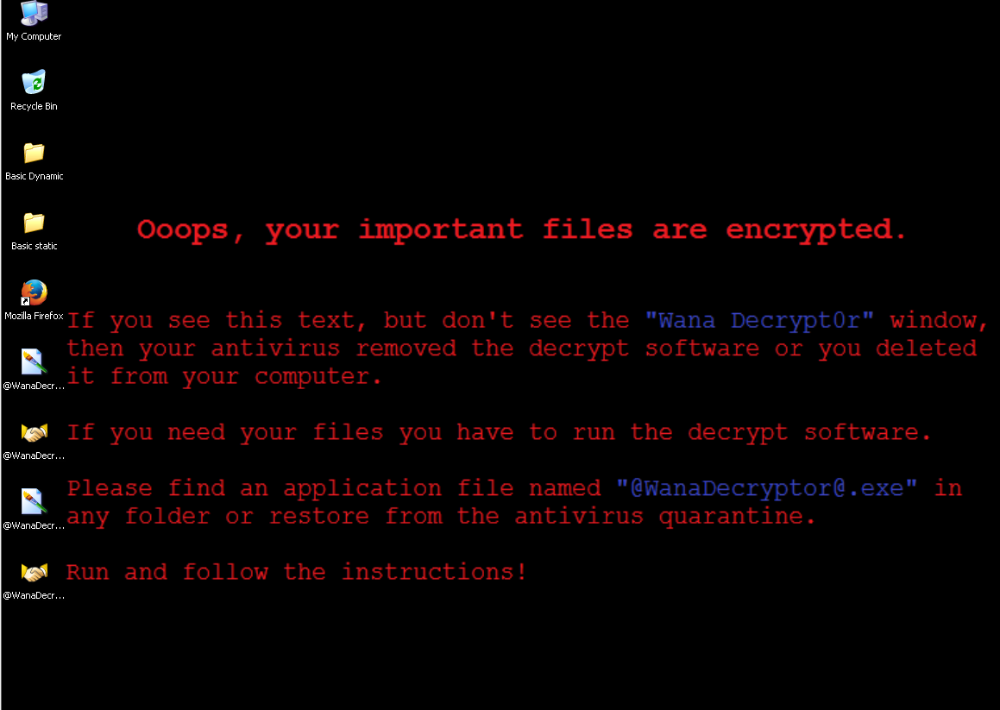 My Computer
Recycle Bin
Basic Dynamic
Basic static
Mozilla Firefox
@WanaDecr...
@WanaDecr...
@WanaDecr...
@WanaDecr...
Ooops, your important files are encrypted.
If you see this text, but don't see the "Wana Decrypt0r" window,
then your antivirus removed the decrypt software or you deleted
it from your computer.
If you need your files you have to run the decrypt software.
Please find an application file named "@WanaDecryptor@.exe" in
any folder or restore from the antivirus quarantine.
Run and follow the instructions!